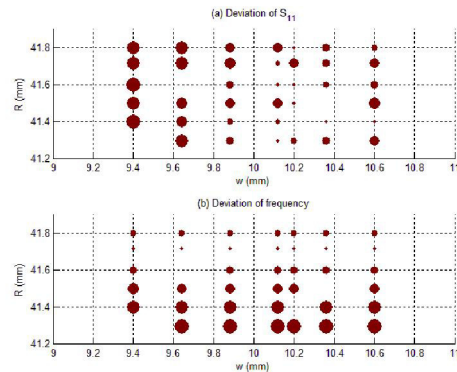 (a) Deviation of S11
R (mm)
41.8
41.6
41.4
41.2
9 9.2 9.4 9.6 9.8 10 10.2 10.4 10.6 10.8 11
w (mm)
(b) Deviation of frequency
R (mm)
41.8
41.6
41.4
41.2
9 9.2 9.4 9.6 9.8 10 10.2 10.4 10.6 10.8 11
w (mm)